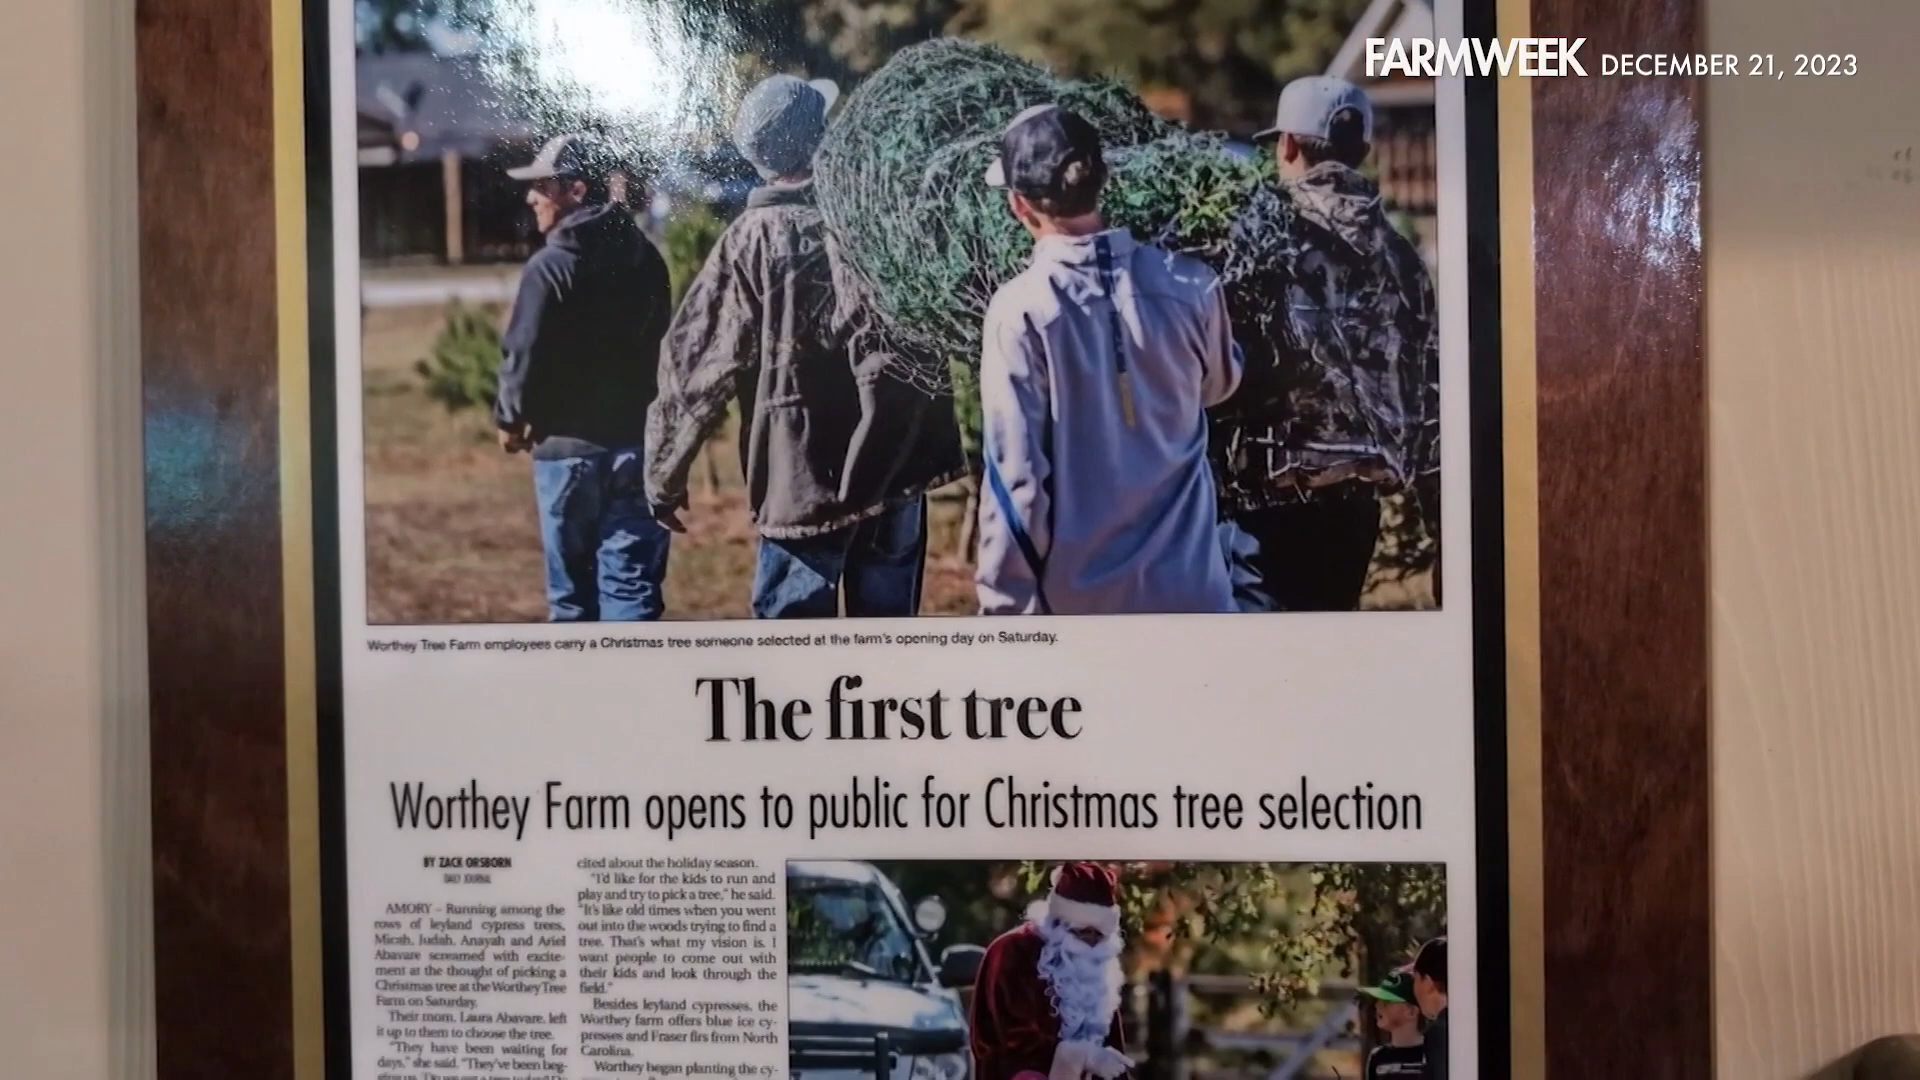 FARMWEEK DECEMBER 21, 2023
Worthey Tree Farm employees carry a Christmas tree someone selected at the farm's opening day on Saturday.
The first tree
Worthey Farm opens to public for Christmas tree selection
BY ZACK ORSBORN
DAILY JOURNAL
AMORY – Running among the
rows of leyland cypress trees,
Micah, Judah, Anayah and Ariel
Abavare screamed with excite-
ment at the thought of picking a
Christmas tree at the Worthey Tree
Farm on Saturday.
Their mom, Laura Abavare, left
it up to them to choose the tree.
"They have been waiting for
days," she said. "They've been beg-
cited about the holiday season.
"I'd like for the kids to run and
play and try to pick a tree," he said.
"It's like old times when you went
out into the woods trying to find a
tree. That's what my vision is. I
want people to come out with
their kids and look through the
field."
Besides leyland cypresses, the
Worthey farm offers blue ice cy-
presses and Fraser firs from North
Carolina.
Worthey began planting the cy-